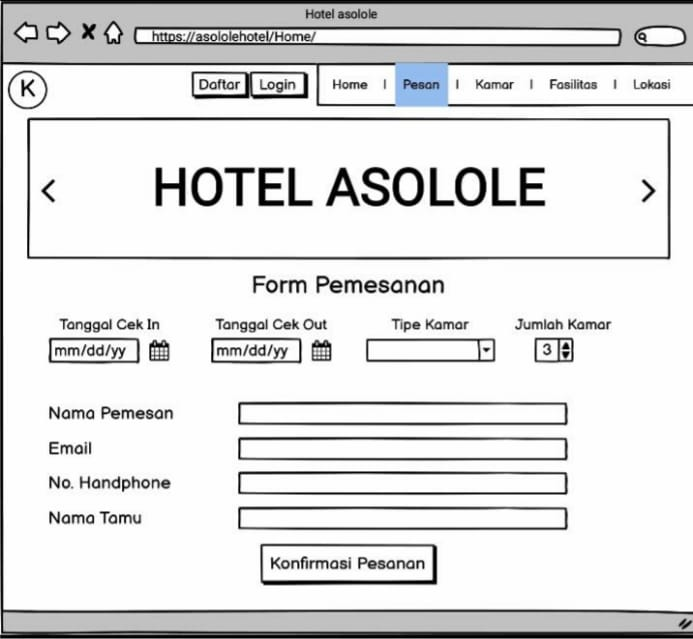 Hotel asolole
https://asololehotel/Home/
K
Daftar Login Home | Pesan | Kamar | Fasilitas | Lokasi
< HOTEL ASOLOLE >
Form Pemesanan
Tanggal Cek In Tanggal Cek Out Tipe Kamar Jumlah Kamar
mm/dd/yy mm/dd/yy 3
Nama Pemesan
Email
No. Handphone
Nama Tamu
Konfirmasi Pesanan